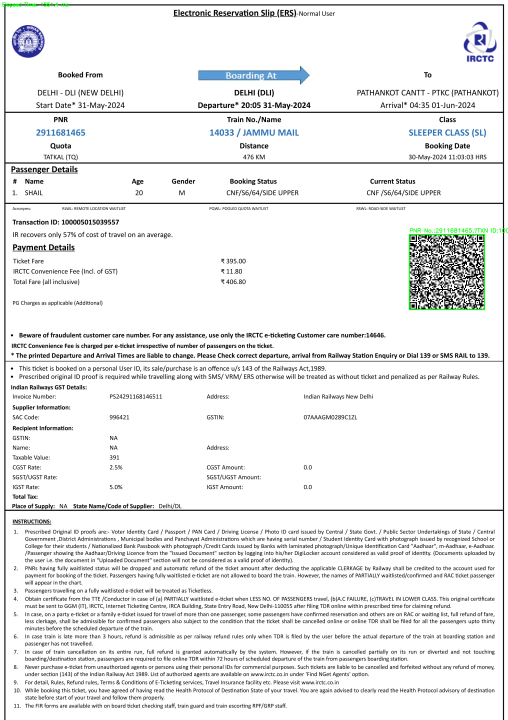 Electronic Reservation Slip (ERS)-Normal User
IRCTC
Booked From
Boarding At
To
DELHI - DLI (NEW DELHI)
DELHI (DLI)
PATHANKOT CANTT - PTKC (PATHANKOT)
Start Date* 31-May-2024
Departure* 20:05 31-May-2024
Arrival* 04:35 01-Jun-2024
PNR
Train No./Name
Class
2911681465
14033 / JAMMU MAIL
SLEEPER CLASS (SL)
Quota
Distance
Booking Date
TATKAL (TQ)
476 KM
30-May-2024 11:03:03 HRS
Passenger Details
# Name Age Gender Booking Status Current Status
1. SHAIL 20 M CNF/S6/64/SIDE UPPER CNF /S6/64/SIDE UPPER
Acronyms: RLWL: REMOTE LOCATION WAITLIST PQWL: POOLED QUOTA WAITLIST RSWL: ROAD-SIDE WAITLIST
Transaction ID: 100005015039557
IR recovers only 57% of cost of travel on an average.
Payment Details
Ticket Fare ₹ 395.00
IRCTC Convenience Fee (Incl. of GST) ₹ 11.80
Total Fare (all inclusive) ₹ 406.80
PG Charges as applicable (Additional)
• Beware of fraudulent customer care number. For any assistance, use only the IRCTC e-ticketing Customer care number:14646.
IRCTC Convenience Fee is charged per e-ticket irrespective of number of passengers on the ticket.
* The printed Departure and Arrival Times are liable to change. Please Check correct departure, arrival from Railway Station Enquiry or Dial 139 or SMS RAIL to 139.
• This ticket is booked on a personal User ID, its sale/purchase is an offence u/s 143 of the Railways Act,1989.
• Prescribed original ID proof is required while travelling along with SMS/ VRM/ ERS otherwise will be treated as without ticket and penalized as per Railway Rules.
Indian Railways GST Details:
Invoice Number: PS24291168146511 Address: Indian Railways New Delhi
Supplier Information:
SAC Code: 996421 GSTIN: 07AAAGM0289C1ZL
Recipient Information:
GSTIN: NA
Name: NA Address:
Taxable Value: 391
CGST Rate: 2.5% CGST Amount: 0.0
SGST/UGST Rate: SGST/UGST Amount:
IGST Rate: 5.0% IGST Amount: 0.0
Total Tax:
Place of Supply: NA State Name/Code of Supplier: Delhi/DL
INSTRUCTIONS:
1. Prescribed Original ID proofs are:- Voter Identity Card / Passport / PAN Card / Driving License / Photo ID card issued by Central / State Govt. / Public Sector Undertakings of State / Central
Government ,District Administrations , Municipal bodies and Panchayat Administrations which are having serial number / Student Identity Card with photograph issued by recognized School or
College for their students / Nationalized Bank Passbook with photograph /Credit Cards issued by Banks with laminated photograph/Unique Identification Card "Aadhaar", m-Aadhaar, e-Aadhaar.
/Passenger showing the Aadhaar/Driving Licence from the "Issued Document" section by logging into his/her DigiLocker account considered as valid proof of identity. (Documents uploaded by
the user i.e. the document in "Uploaded Document" section will not be considered as a valid proof of identity).
2. PNRs having fully waitlisted status will be dropped and automatic refund of the ticket amount after deducting the applicable CLERKAGE by Railway shall be credited to the account used for
payment for booking of the ticket. Passengers having fully waitlisted e-ticket are not allowed to board the train. However, the names of PARTIALLY waitlisted/confirmed and RAC ticket passenger
will appear in the chart.
3. Passengers travelling on a fully waitlisted e-ticket will be treated as Ticketless.
4. Obtain certificate from the TTE /Conductor in case of (a) PARTIALLY waitlisted e-ticket when LESS NO. OF PASSENGERS travel, (b)A.C FAILURE, (c)TRAVEL IN LOWER CLASS. This original certificate
must be sent to GGM (IT), IRCTC, Internet Ticketing Centre, IRCA Building, State Entry Road, New Delhi-110055 after filing TDR online within prescribed time for claiming refund.
5. In case, on a party e-ticket or a family e-ticket issued for travel of more than one passenger, some passengers have confirmed reservation and others are on RAC or waiting list, full refund of fare,
less clerkage, shall be admissible for confirmed passengers also subject to the condition that the ticket shall be cancelled online or online TDR shall be filed for all the passengers upto thirty
minutes before the scheduled departure of the train.
6. In case train is late more than 3 hours, refund is admissible as per railway refund rules only when TDR is filed by the user before the actual departure of the train at boarding station and
passenger has not travelled.
7. In case of train cancellation on its entire run, full refund is granted automatically by the system. However, if the train is cancelled partially on its run or diverted and not touching
boarding/destination station, passengers are required to file online TDR within 72 hours of scheduled departure of the train from passengers boarding station.
8. Never purchase e-ticket from unauthorized agents or persons using their personal IDs for commercial purposes. Such tickets are liable to be cancelled and forfeited without any refund of money,
under section (143) of the Indian Railway Act 1989. List of authorized agents are available on www.irctc.co.in under 'Find NGet Agents' option.
9. For detail, Rules, Refund rules, Terms & Conditions of E-Ticketing services, Travel Insurance facility etc. Please visit www.irctc.co.in
10. While booking this ticket, you have agreed of having read the Health Protocol of Destination State of your travel. You are again advised to clearly read the Health Protocol advisory of destination
state before start of your travel and follow them properly.
11. The FIR forms are available with on board ticket checking staff, train guard and train escorting RPF/GRP staff.